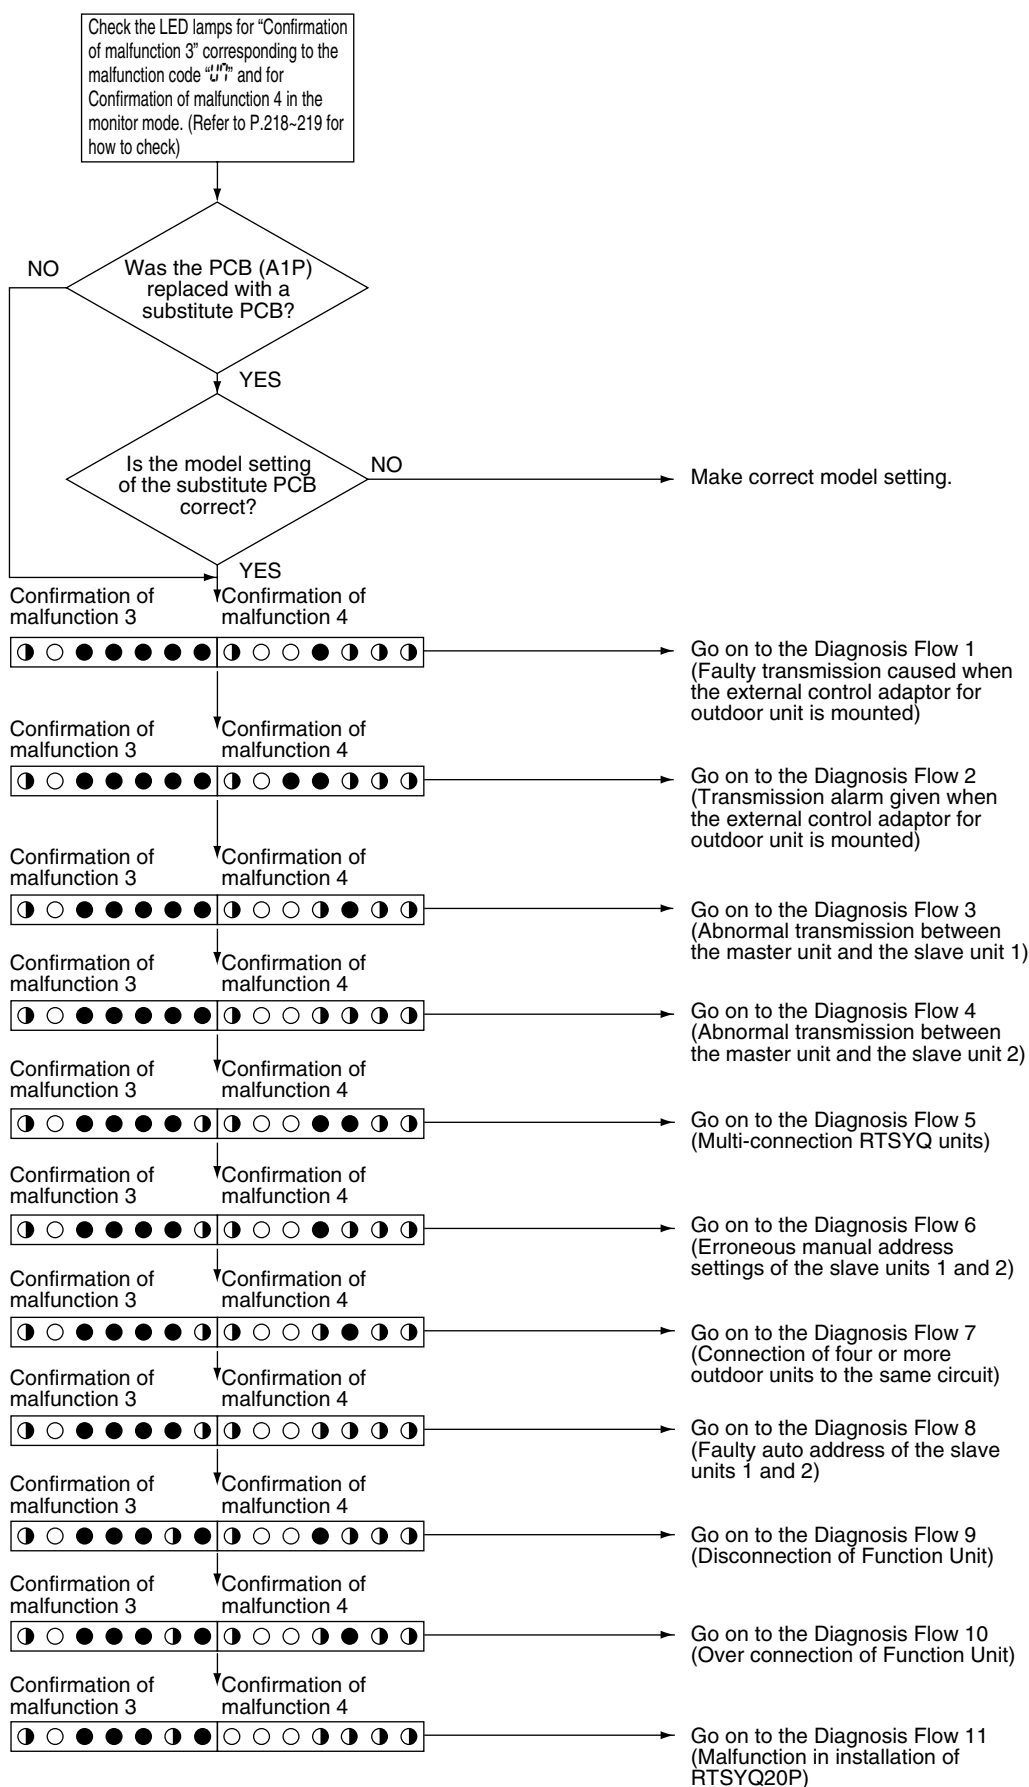 Check the LED lamps for “Confirmation
of malfunction 3” corresponding to the
malfunction code “U7” and for
Confirmation of malfunction 4 in the
monitor mode. (Refer to P.218~219 for
how to check)
NO
Was the PCB (A1P)
replaced with a
substitute PCB?
YES
Is the model setting
of the substitute PCB
correct?
NO
Make correct model setting.
YES
Confirmation of
malfunction 3
Confirmation of
malfunction 4
Go on to the Diagnosis Flow 1
(Faulty transmission caused when
the external control adaptor for
outdoor unit is mounted)
Confirmation of
malfunction 3
Confirmation of
malfunction 4
Go on to the Diagnosis Flow 2
(Transmission alarm given when
the external control adaptor for
outdoor unit is mounted)
Confirmation of
malfunction 3
Confirmation of
malfunction 4
Go on to the Diagnosis Flow 3
(Abnormal transmission between
the master unit and the slave unit 1)
Confirmation of
malfunction 3
Confirmation of
malfunction 4
Go on to the Diagnosis Flow 4
(Abnormal transmission between
the master unit and the slave unit 2)
Confirmation of
malfunction 3
Confirmation of
malfunction 4
Go on to the Diagnosis Flow 5
(Multi-connection RTSYQ units)
Confirmation of
malfunction 3
Confirmation of
malfunction 4
Go on to the Diagnosis Flow 6
(Erroneous manual address
settings of the slave units 1 and 2)
Confirmation of
malfunction 3
Confirmation of
malfunction 4
Go on to the Diagnosis Flow 7
(Connection of four or more
outdoor units to the same circuit)
Confirmation of
malfunction 3
Confirmation of
malfunction 4
Go on to the Diagnosis Flow 8
(Faulty auto address of the slave
units 1 and 2)
Confirmation of
malfunction 3
Confirmation of
malfunction 4
Go on to the Diagnosis Flow 9
(Disconnection of Function Unit)
Confirmation of
malfunction 3
Confirmation of
malfunction 4
Go on to the Diagnosis Flow 10
(Over connection of Function Unit)
Confirmation of
malfunction 3
Confirmation of
malfunction 4
Go on to the Diagnosis Flow 11
(Malfunction in installation of
RTSYQ20P)